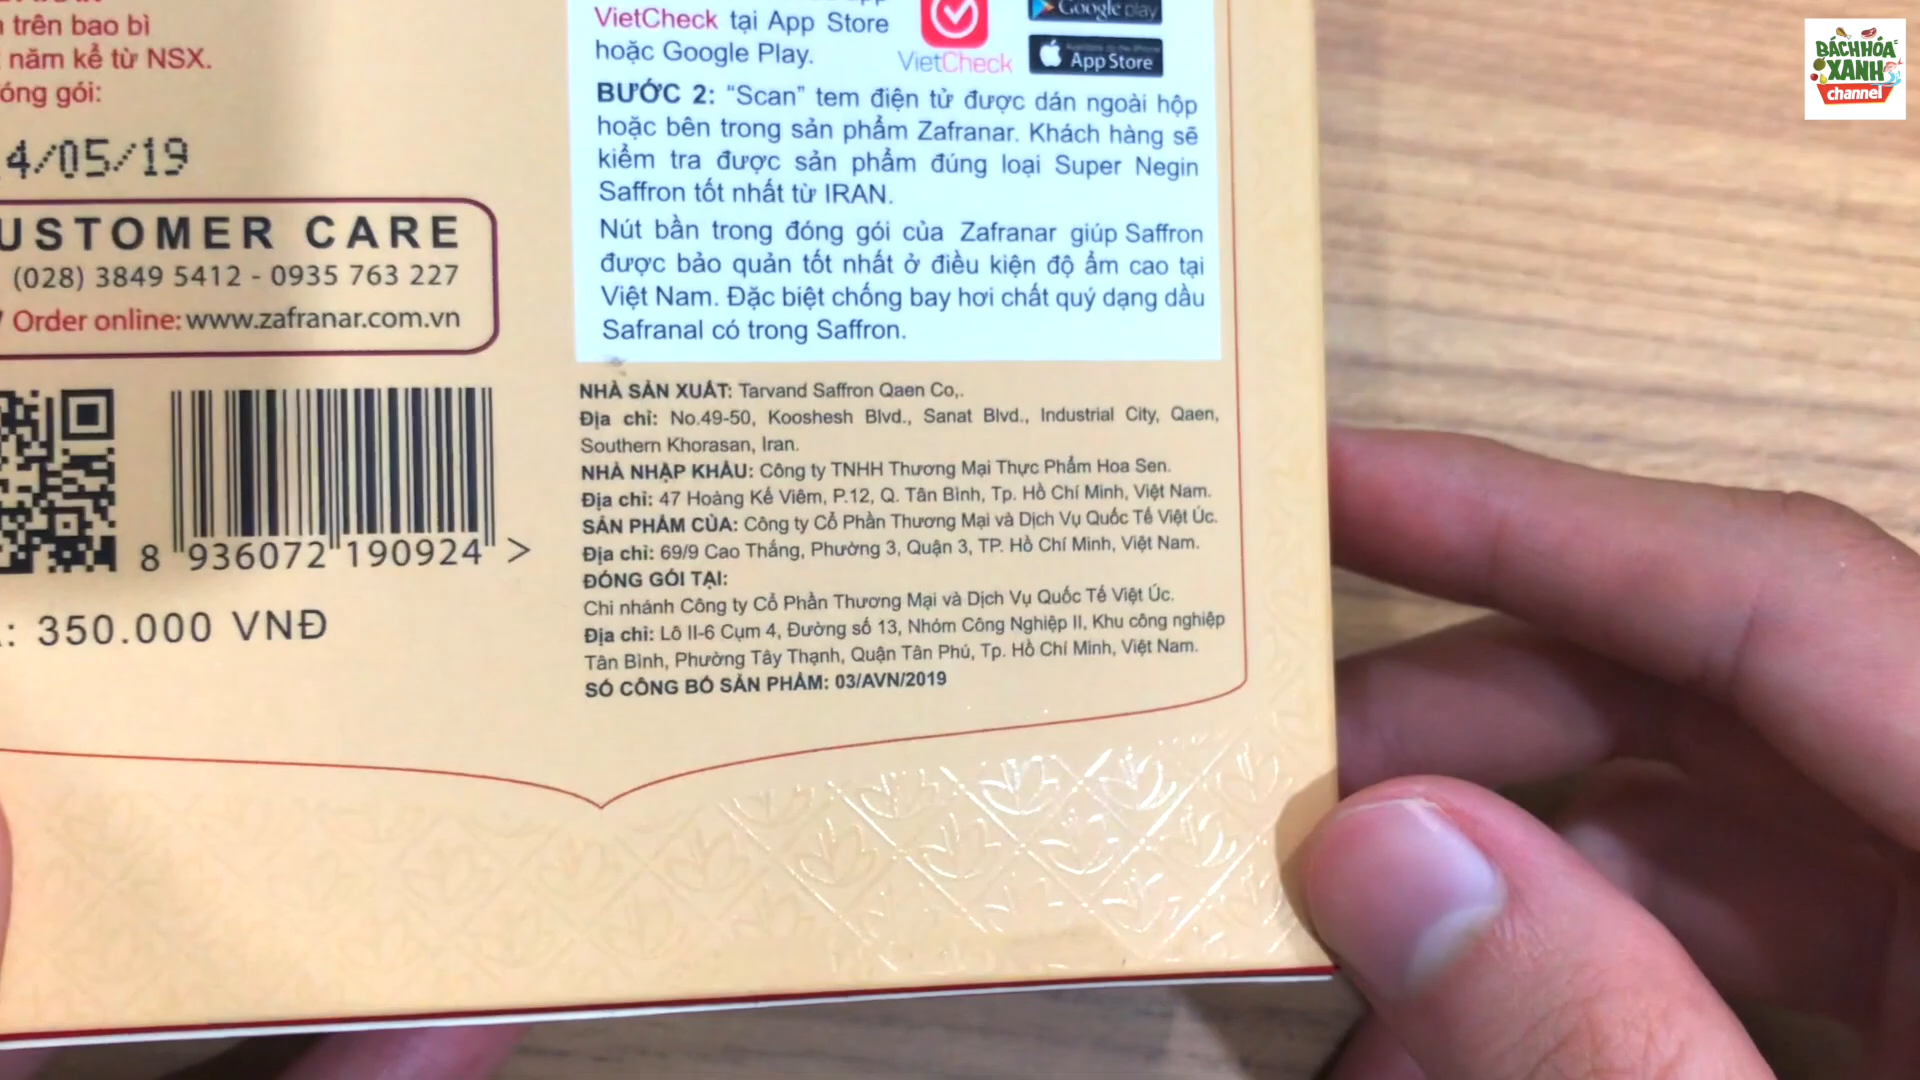 trên bao bì
năm kể từ NSX.
óng gói:
4/05/19
USTOMER CARE
(028) 3849 5412 - 0935 763 227
Order online: www.zafranar.com.vn
8 936072 190924 >
: 350.000 VNĐ
VietCheck tại App Store
hoặc Google Play.
VietCheck
Google play
App Store
BƯỚC 2: “Scan” tem điện tử được dán ngoài hộp
hoặc bên trong sản phẩm Zafranar. Khách hàng sẽ
kiểm tra được sản phẩm đúng loại Super Negin
Saffron tốt nhất từ IRAN.
Nút bần trong đóng gói của Zafranar giúp Saffron
được bảo quản tốt nhất ở điều kiện độ ẩm cao tại
Việt Nam. Đặc biệt chống bay hơi chất quý dạng dầu
Safranal có trong Saffron.
NHÀ SẢN XUẤT: Tarvand Saffron Qaen Co,.
Địa chỉ: No.49-50, Kooshesh Blvd., Sanat Blvd., Industrial City, Qaen,
Southern Khorasan, Iran.
NHÀ NHẬP KHẨU: Công ty TNHH Thương Mại Thực Phẩm Hoa Sen.
Địa chỉ: 47 Hoàng Kế Viêm, P.12, Q. Tân Bình, Tp. Hồ Chí Minh, Việt Nam.
SẢN PHẨM CỦA: Công ty Cổ Phần Thương Mại và Dịch Vụ Quốc Tế Việt Úc.
Địa chỉ: 69/9 Cao Thắng, Phường 3, Quận 3, TP. Hồ Chí Minh, Việt Nam.
ĐÓNG GÓI TẠI:
Chi nhánh Công ty Cổ Phần Thương Mại và Dịch Vụ Quốc Tế Việt Úc.
Địa chỉ: Lô II-6 Cụm 4, Đường số 13, Nhóm Công Nghiệp II, Khu công nghiệp
Tân Bình, Phường Tây Thạnh, Quận Tân Phú, Tp. Hồ Chí Minh, Việt Nam.
SỐ CÔNG BỐ SẢN PHẨM: 03/AVN/2019
BÁCH HÓA
XANH
channel